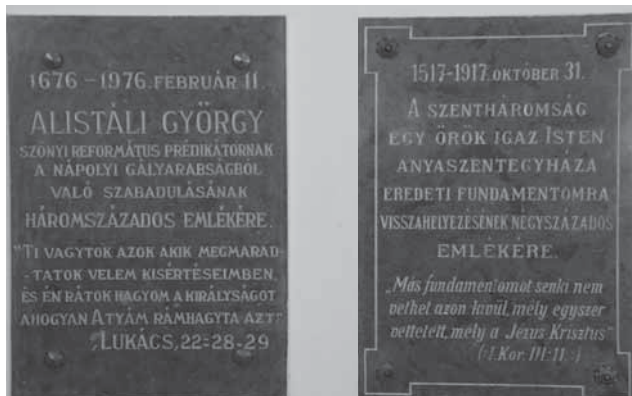 1676 – 1976. FEBRUÁR 11.
ALISTÁLI GYÖRGY
SZŐNYI REFORMÁTUS PRÉDIKÁTORNAK
A NÁPOLYI GÁLYARABSÁGBÓL
VALÓ SZABADULÁSÁNAK
HÁROMSZÁZADOS EMLÉKÉRE.
"TI VAGYTOK AZOK AKIK MEGMARAD-
TATOK VELEM KISÉRTÉSEIMBEN,
ÉS ÉN RÁTOK HAGYOM A KIRÁLYSÁGOT
AHOGYAN ATYÁM RÁMHAGYTA AZT"
LUKÁCS, 22:28-29
1517-1917. OKTÓBER 31.
A SZENTHÁROMSÁG
EGY ÖRÖK IGAZ ISTEN
ANYASZENTEGYHÁZA
EREDETI FUNDAMENTOMRA
VISSZAHELYEZÉSÉNEK NÉGYSZÁZADOS
EMLÉKÉRE.
„Más fundamentomot senki nem
vethet azon kivül, mely egyszer
vettetett, mely a Jézus Krisztus"
(:I. Kor. III: 11. :)